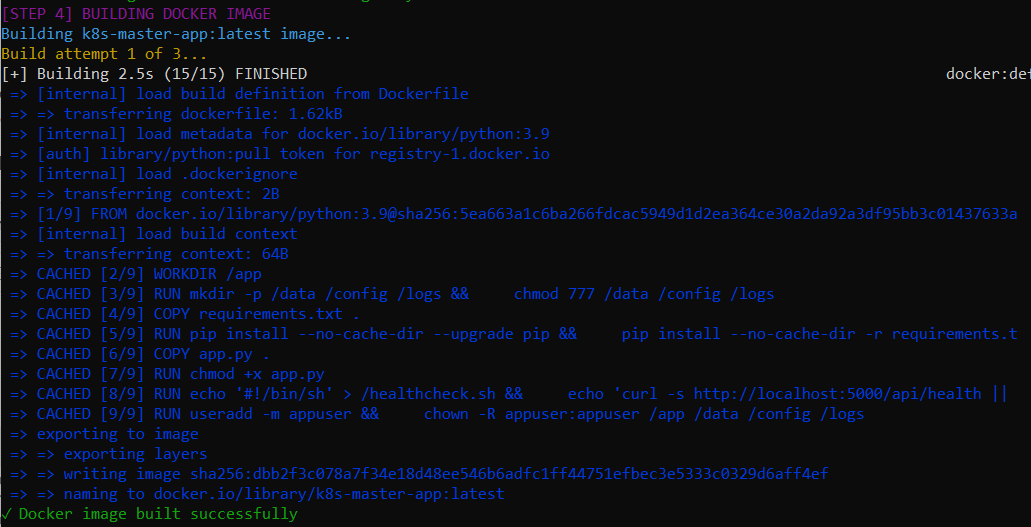 [STEP 4] BUILDING DOCKER IMAGE
Building k8s-master-app:latest image...
Build attempt 1 of 3...
[+] Building 2.5s (15/15) FINISHED docker:def
=> [internal] load build definition from Dockerfile
=> => transferring dockerfile: 1.62kB
=> [internal] load metadata for docker.io/library/python:3.9
=> [auth] library/python:pull token for registry-1.docker.io
=> [internal] load .dockerignore
=> => transferring context: 2B
=> [1/9] FROM docker.io/library/python:3.9@sha256:5ea663a1c6ba266fdcac5949d1d2ea364ce30a2da92a3df95bb3c01437633a
=> [internal] load build context
=> => transferring context: 64B
=> CACHED [2/9] WORKDIR /app
=> CACHED [3/9] RUN mkdir -p /data /config /logs &&     chmod 777 /data /config /logs
=> CACHED [4/9] COPY requirements.txt .
=> CACHED [5/9] RUN pip install --no-cache-dir --upgrade pip &&     pip install --no-cache-dir -r requirements.t
=> CACHED [6/9] COPY app.py .
=> CACHED [7/9] RUN chmod +x app.py
=> CACHED [8/9] RUN echo '#!/bin/sh' > /healthcheck.sh &&     echo 'curl -s http://localhost:5000/api/health ||
=> CACHED [9/9] RUN useradd -m appuser &&     chown -R appuser:appuser /app /data /config /logs
=> exporting to image
=> => exporting layers
=> => writing image sha256:dbb2f3c078a7f34e18d48ee546b6adfc1ff44751efbec3e5333c0329d6aff4ef
=> => naming to docker.io/library/k8s-master-app:latest
✓ Docker image built successfully